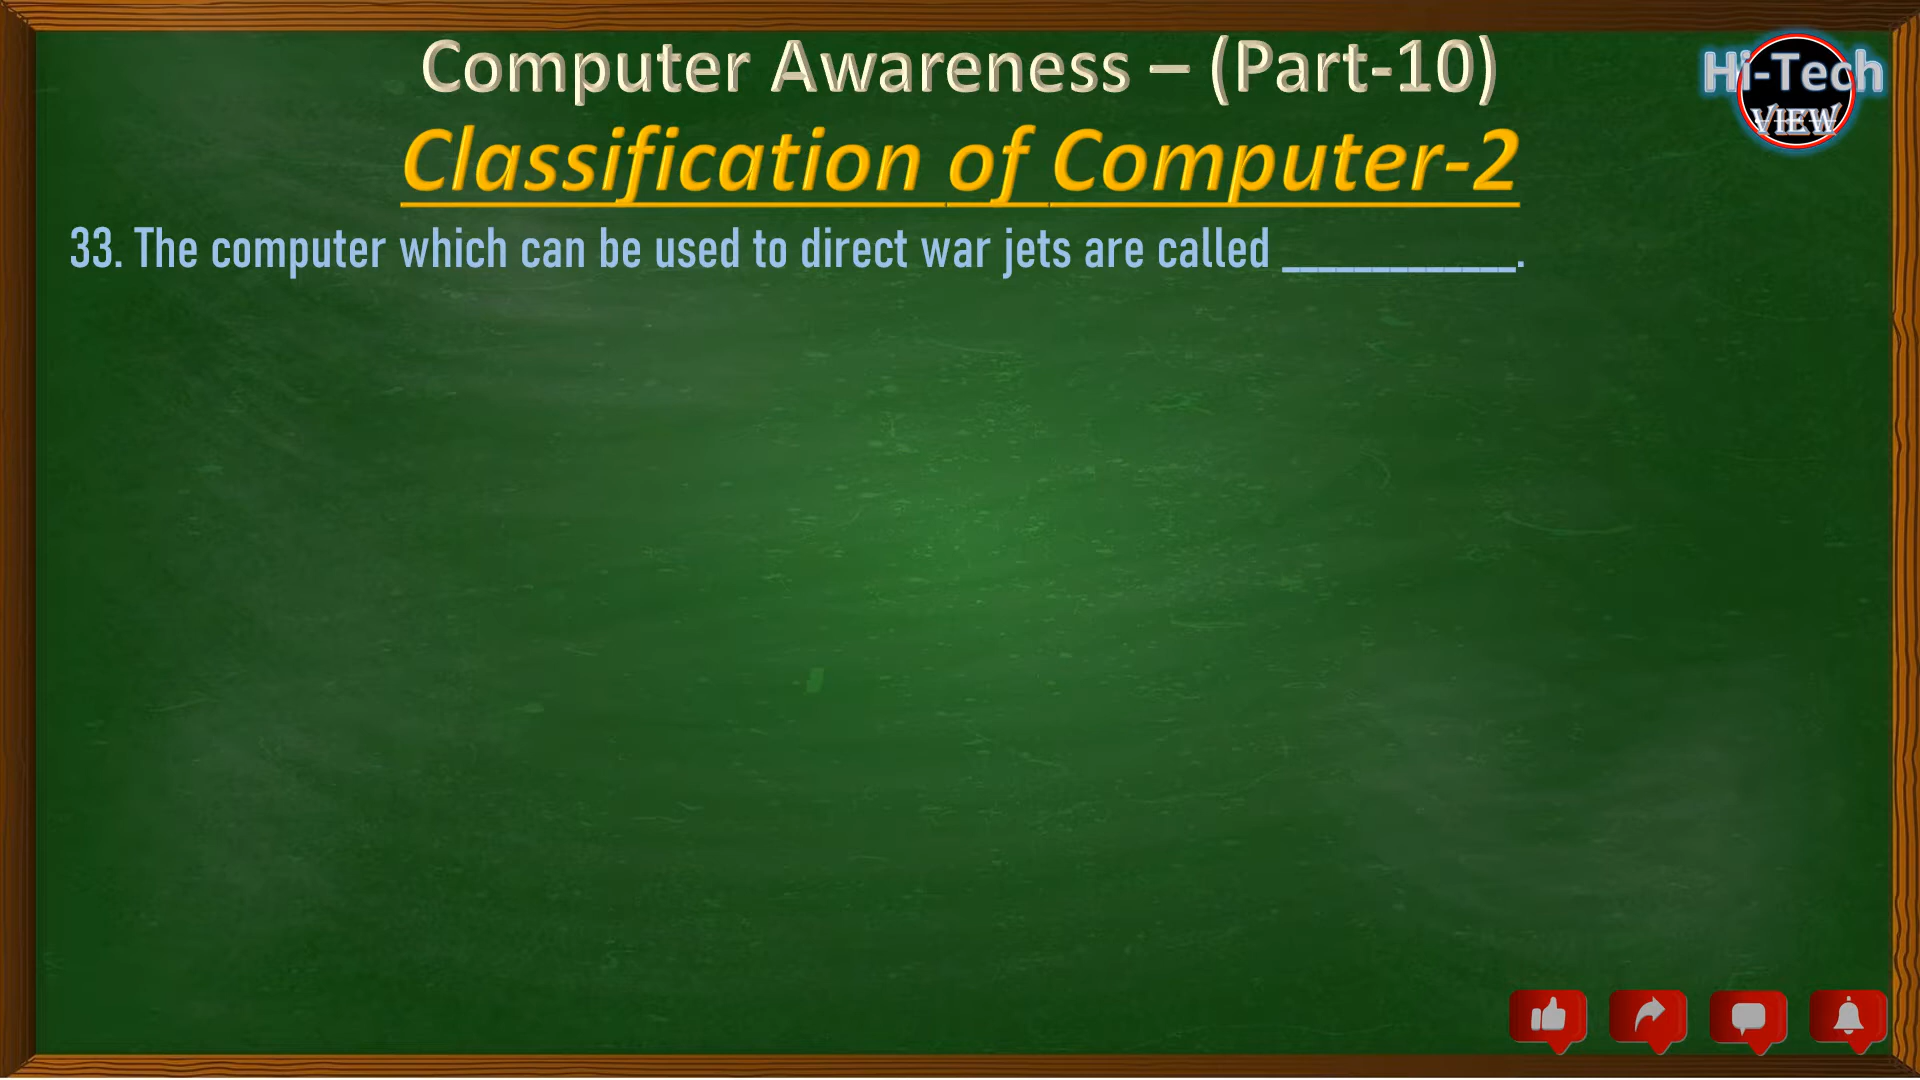 Computer Awareness – (Part-10)
Hi-Tech
VIEW
Classification of Computer-2
33. The computer which can be used to direct war jets are called _____________.